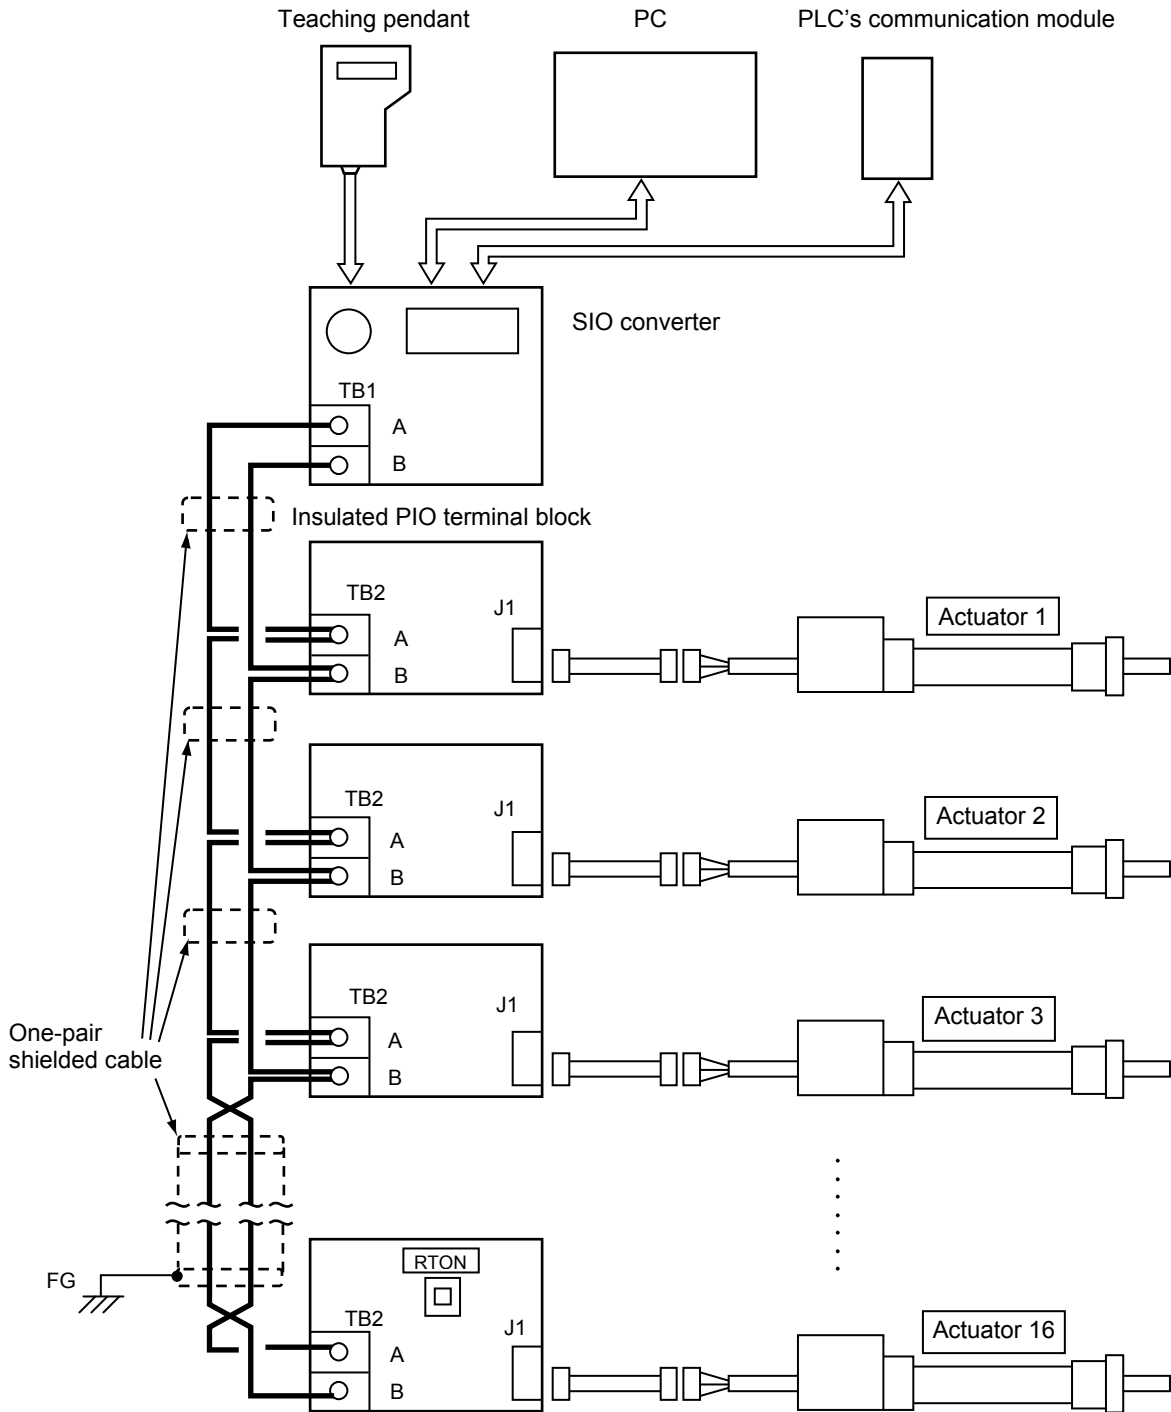 Teaching pendant
PC
PLC's communication module
SIO converter
TB1
A
B
Insulated PIO terminal block
TB2
J1
A
B
Actuator 1
TB2
J1
A
B
Actuator 2
TB2
J1
A
B
Actuator 3
One-pair
shielded cable
RTON
FG
TB2
J1
A
B
Actuator 16